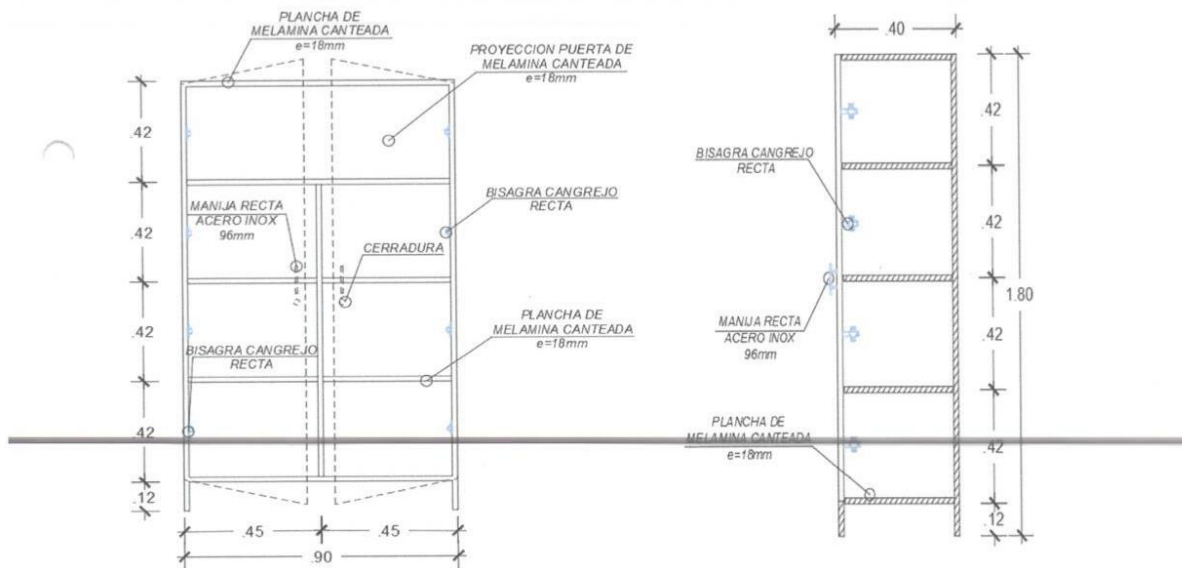 PLANCHA DE
MELAMINA CANTEADA
e=18mm
PROYECCION PUERTA DE
MELAMINA CANTEADA
e=18mm
.42
.42
.42
.42
.12
MANIJA RECTA
ACERO INOX
96mm
BISAGRA CANGREJO
RECTA
CERRADURA
PLANCHA DE
MELAMINA CANTEADA
e=18mm
BISAGRA CANGREJO
RECTA
.45
.45
.90
.40
BISAGRA CANGREJO
RECTA
MANIJA RECTA
ACERO INOX
96mm
PLANCHA DE
MELAMINA CANTEADA
e=18mm
.42
.42
.42
.42
.12
1.80